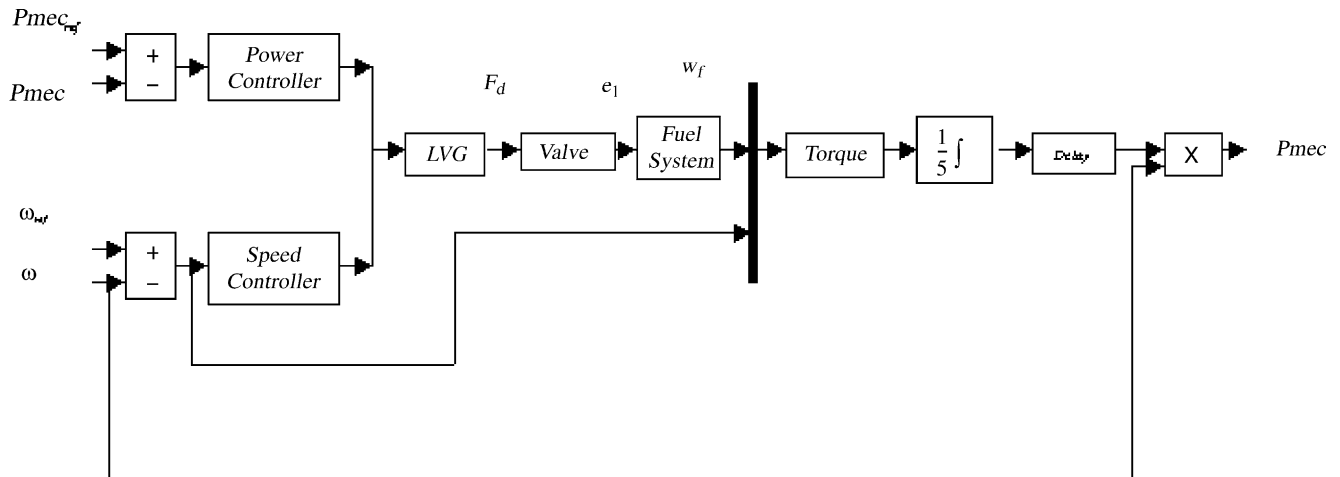 Pmec
+
−
Pmec
Power
Controller
F_d
e_1
w_f
LVG
Valve
Fuel
System
Torque
1/5 ∫
X
Pmec
ω
+
−
ω
Speed
Controller